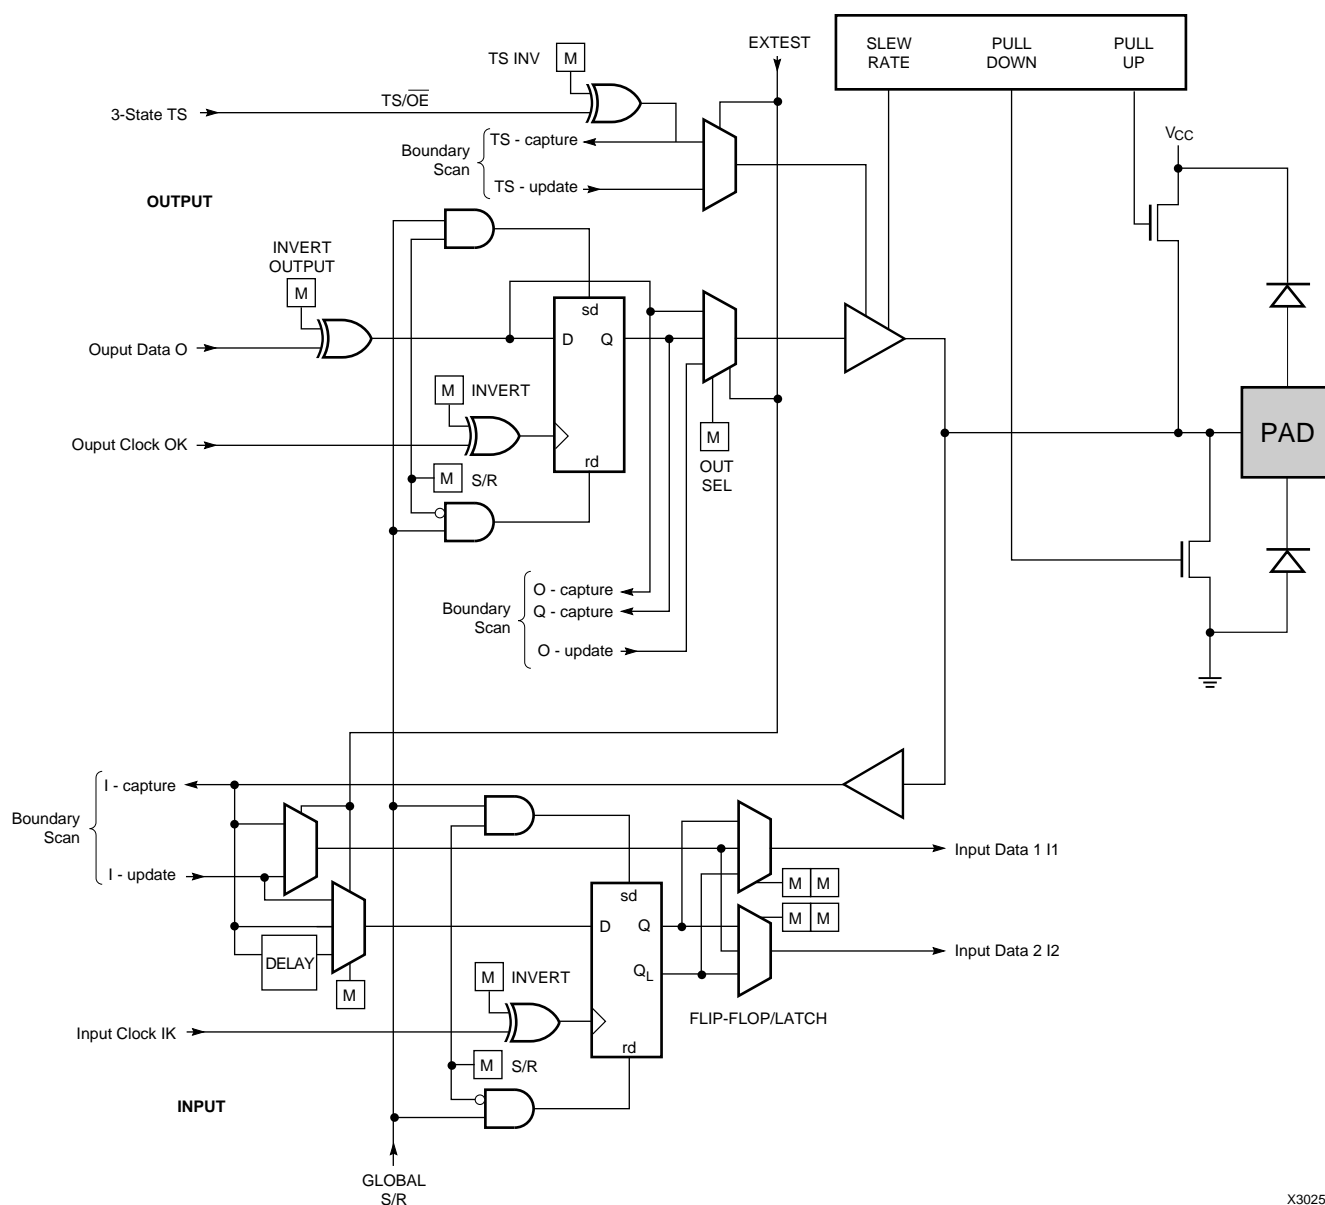 EXTEST
SLEW
RATE
PULL
DOWN
PULL
UP
TS INV
M
TS/OE
3-State TS
VCC
Boundary
Scan
TS - capture
TS - update
OUTPUT
INVERT
OUTPUT
M
sd
D
Q
Ouput Data O
M
INVERT
PAD
Ouput Clock OK
M
OUT
SEL
rd
M
S/R
Boundary
Scan
O - capture
Q - capture
O - update
Boundary
Scan
I - capture
I - update
Input Data 1 I1
M M
sd
M M
D
Q
Input Data 2 I2
DELAY
QL
M
M
INVERT
FLIP-FLOP/LATCH
Input Clock IK
rd
M
S/R
INPUT
GLOBAL
S/R
X3025